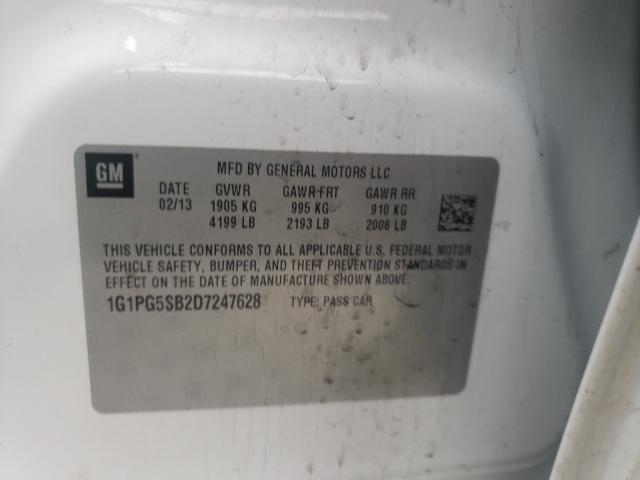 GM ®
MFD BY GENERAL MOTORS LLC
DATE GVWR GAWR FRT GAWR RR
02/13 1905 KG 995 KG 910 KG
4199 LB 2193 LB 2006 LB
THIS VEHICLE CONFORMS TO ALL APPLICABLE U.S. FEDERAL MOTOR
VEHICLE SAFETY, BUMPER, AND THEFT PREVENTION STANDARDS IN
EFFECT ON THE DATE OF MANUFACTURE SHOWN ABOVE.
1G1PG5SB2D7247628 TYPE: PASS CAR